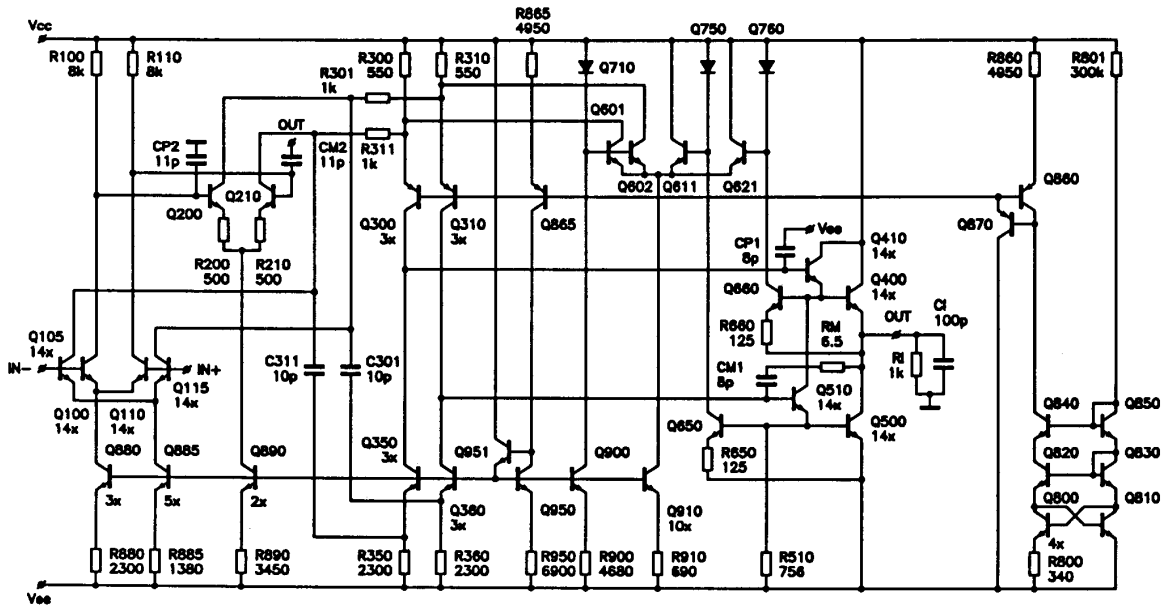 Vcc
R100
8k
R110
8k
R301
1k
R300
550
R310
550
R865
4950
Q710
Q750
Q760
R860
4950
R801
300k
Q601
CP2
11p
OUT
CM2
11p
R311
1k
Q602
Q611
Q621
Q860
Q210
Q200
Q300
3x
Q310
3x
Q865
Q870
R200
500
R210
500
CP1
8p
Vee
Q410
14x
Q660
Q400
14x
R660
125
RM
6.5
OUT
Cl
100p
Rl
1k
Q105
14x
IN-
IN+
Q115
14x
Q100
14x
Q110
14x
C311
10p
C301
10p
CM1
8p
Q510
14x
Q650
Q500
14x
Q840
Q850
Q880
3x
Q885
5x
Q890
2x
Q350
3x
Q951
Q900
R650
125
Q820
Q830
Q360
3x
Q950
Q910
10x
Q800
4x
Q810
R880
2300
R885
1380
R890
3450
R350
2300
R360
2300
R950
6900
R900
4680
R910
690
R510
756
R800
340
Vee